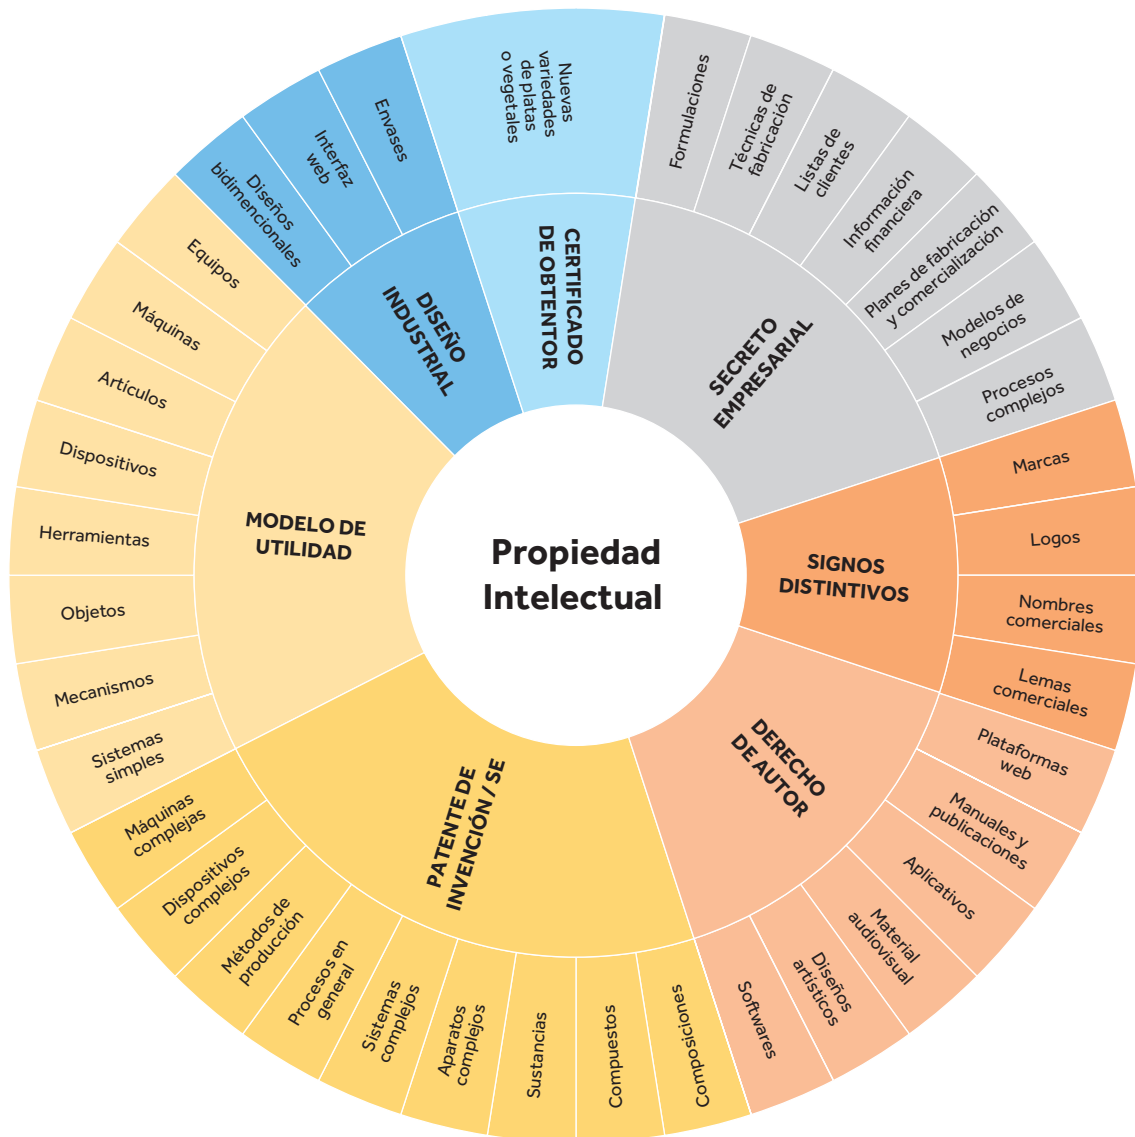 Propiedad
Intelectual
CERTIFICADO
DE OBTENTOR
Nuevas
variedades
de platas
o vegetales
SECRETO
EMPRESARIAL
Formulaciones
Técnicas de
fabricación
Listas de
clientes
Información
financiera
Planes de fabricación
y comercialización
Modelos de
negocios
Procesos
complejos
SIGNOS
DISTINTIVOS
Marcas
Logos
Nombres
comerciales
Lemas
comerciales
DERECHO
DE AUTOR
Plataformas
web
Manuales y
publicaciones
Aplicativos
Material
audiovisual
Diseños
artísticos
Softwares
PATENTE DE
INVENCIÓN / SE
Composiciones
Compuestos
Sustancias
Aparatos
complejos
Sistemas
complejos
Procesos en
general
Métodos de
producción
Dispositivos
complejos
Máquinas
complejas
MODELO DE
UTILIDAD
Sistemas
simples
Mecanismos
Objetos
Herramientas
Dispositivos
Artículos
Máquinas
Equipos
DISEÑO
INDUSTRIAL
Diseños
bidimencionales
Interfaz
web
Envases